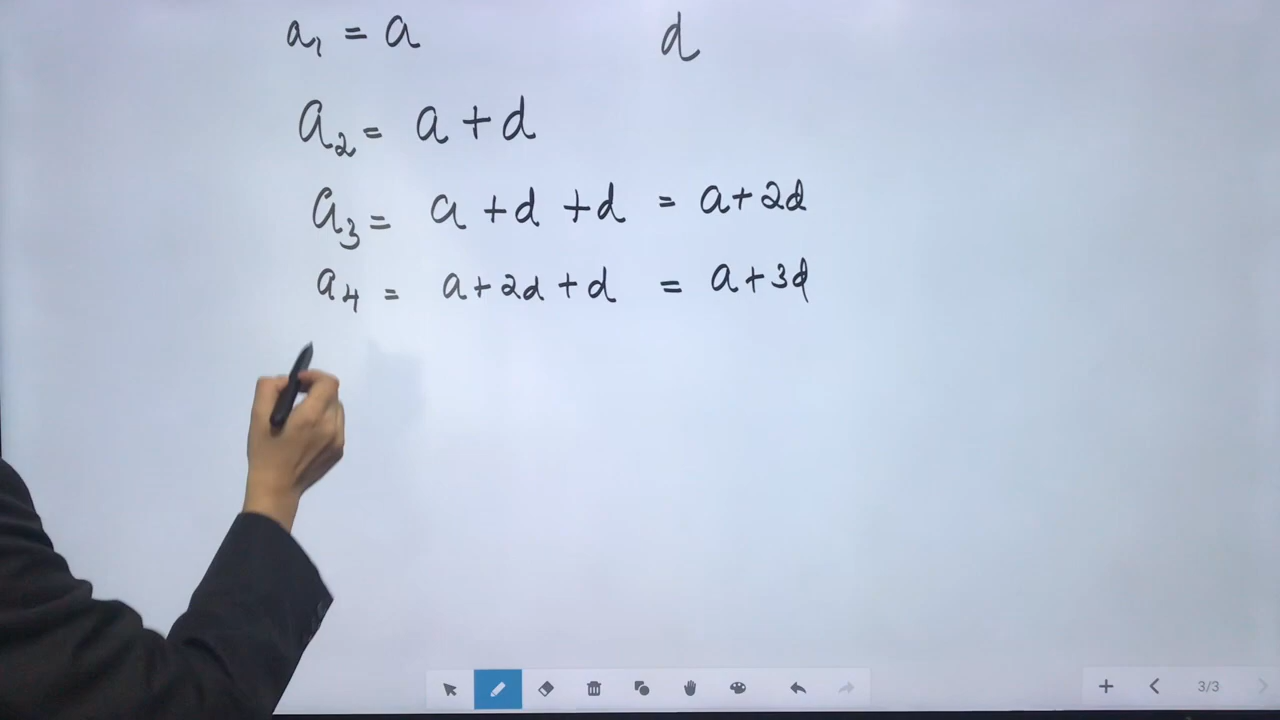 a₁ = a d
a₂ = a + d
a₃ = a + d + d = a + 2d
a₄ = a + 2d + d = a + 3d
3/3